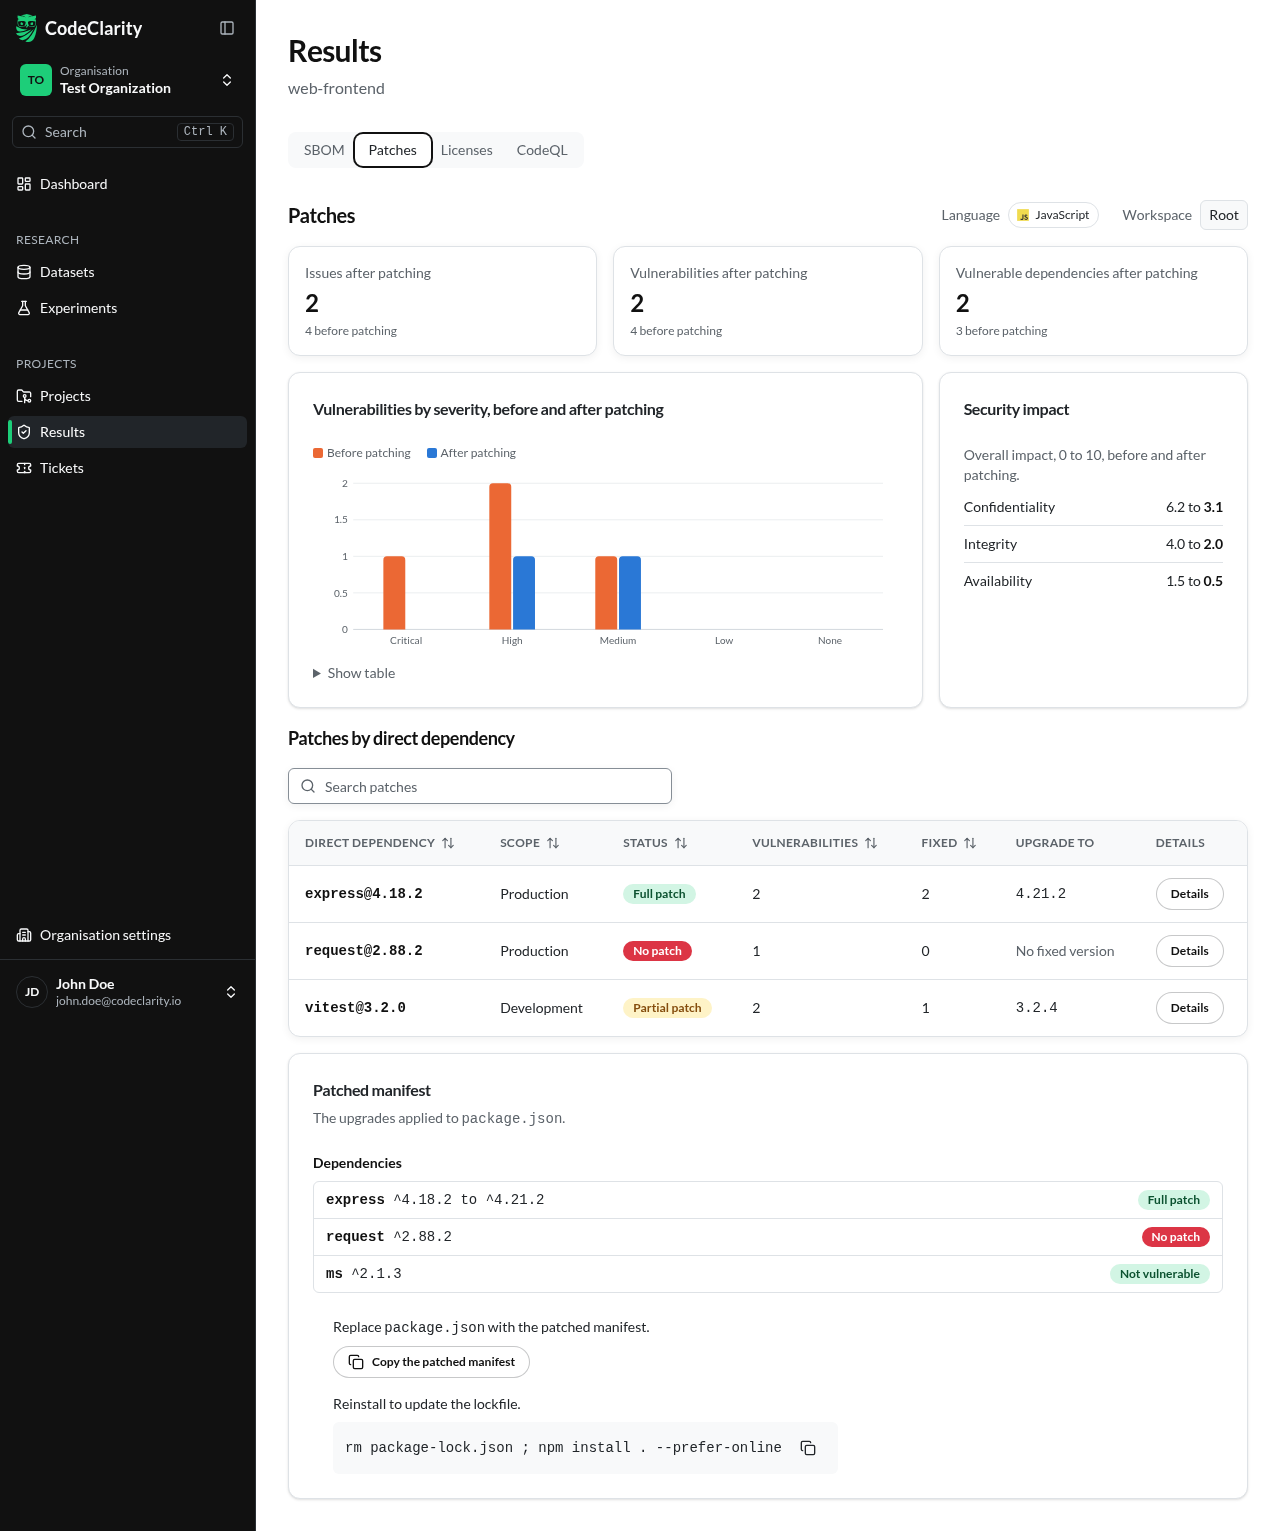 CodeClarity
TO
Organisation
Test Organization
Search
Ctrl K
Dashboard
RESEARCH
Datasets
Experiments
PROJECTS
Projects
Results
Tickets
Organisation settings
JD
John Doe
john.doe@codeclarity.io
Results
web-frontend
SBOM Patches Licenses CodeQL
Patches
Language JS JavaScript Workspace Root
Issues after patching
2
4 before patching
Vulnerabilities after patching
2
4 before patching
Vulnerable dependencies after patching
2
3 before patching
Vulnerabilities by severity, before and after patching
Before patching After patching
2
1.5
1
0.5
0
Critical High Medium Low None
Show table
Security impact
Overall impact, 0 to 10, before and after
patching.
Confidentiality 6.2 to 3.1
Integrity 4.0 to 2.0
Availability 1.5 to 0.5
Patches by direct dependency
Search patches
DIRECT DEPENDENCY SCOPE STATUS VULNERABILITIES FIXED UPGRADE TO DETAILS
express@4.18.2 Production Full patch 2 2 4.21.2 Details
request@2.88.2 Production No patch 1 0 No fixed version Details
vitest@3.2.0 Development Partial patch 2 1 3.2.4 Details
Patched manifest
The upgrades applied to package.json.
Dependencies
express ^4.18.2 to ^4.21.2 Full patch
request ^2.88.2 No patch
ms ^2.1.3 Not vulnerable
Replace package.json with the patched manifest.
Copy the patched manifest
Reinstall to update the lockfile.
rm package-lock.json ; npm install . --prefer-online